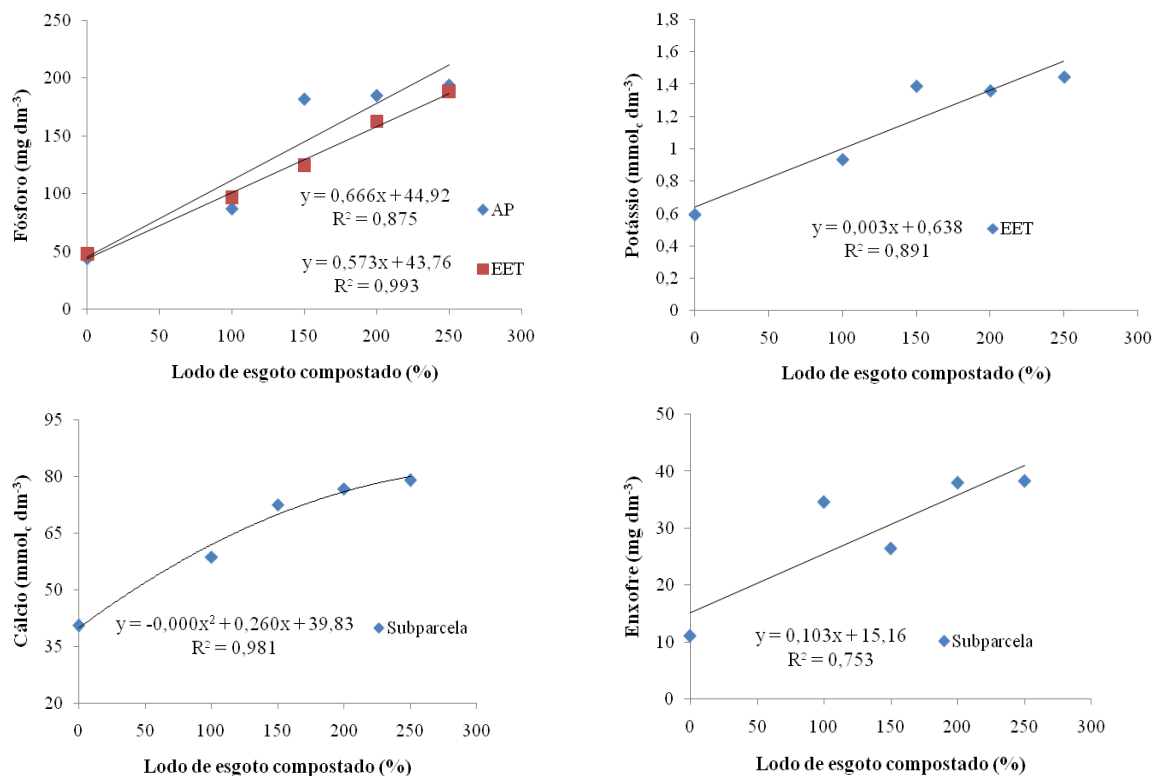 Fósforo (mg dm⁻³)
250
200
150
100
50
0
y = 0,666x + 44,92
R² = 0,875
AP
y = 0,573x + 43,76
R² = 0,993
EET
0 50 100 150 200 250 300
Lodo de esgoto compostado (%)
Potássio (mmol꜀ dm⁻³)
1,8
1,6
1,4
1,2
1
0,8
0,6
0,4
0,2
0
y = 0,003x + 0,638
R² = 0,891
EET
0 50 100 150 200 250 300
Lodo de esgoto compostado (%)
Cálcio (mmol꜀ dm⁻³)
95
80
65
50
35
20
y = -0,000x² + 0,260x + 39,83
R² = 0,981
Subparcela
0 50 100 150 200 250 300
Lodo de esgoto compostado (%)
Enxofre (mg dm⁻³)
50
40
30
20
10
0
y = 0,103x + 15,16
R² = 0,753
Subparcela
0 50 100 150 200 250 300
Lodo de esgoto compostado (%)